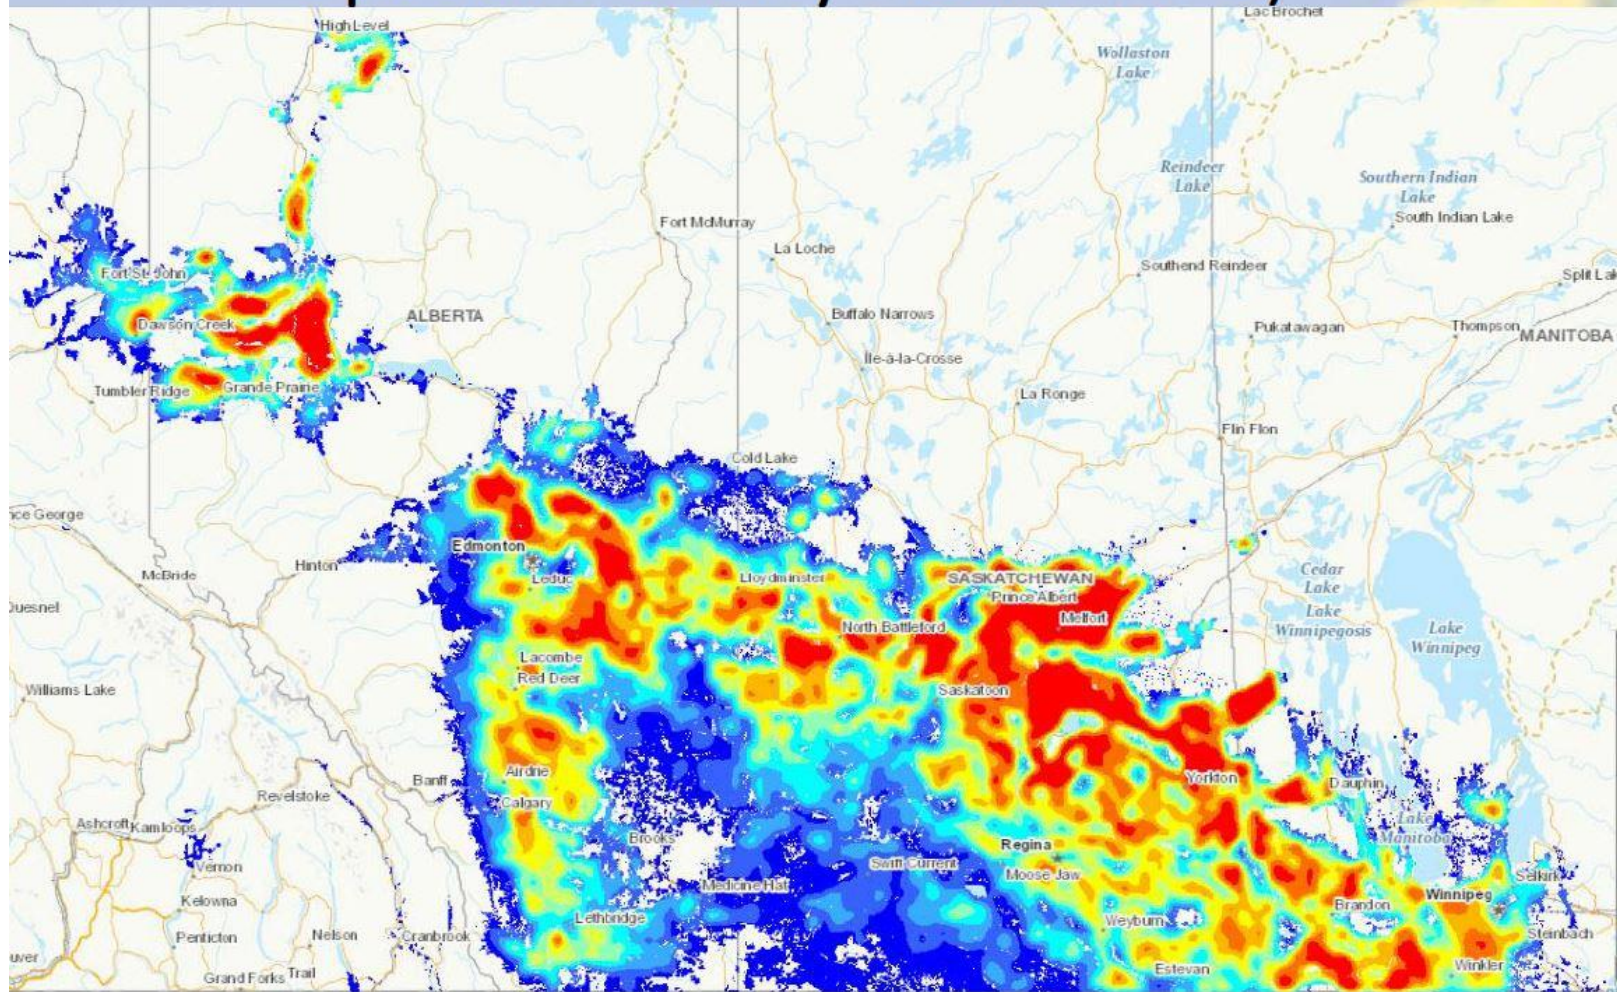 Lac Brochet
High Level
Wollaston
Lake
Reindeer
Lake
Southern Indian
Lake
South Indian Lake
Fort McMurray
La Loche
Southend Reindeer
Fort St. John
Split Lak
Buffalo Narrows
ALBERTA
Dawson Creek
Pukatawagan
Thompson
MANITOBA
Île-à-la-Crosse
Tumbler Ridge
Grande Prairie
La Ronge
Flin Flon
Cold Lake
ce George
Edmonton
Hinton
McBride
Leduc
Lloydminster
SASKATCHEWAN
Cedar
Lake
Prince Albert
uesnel
Melfort
Lake
Winnipegosis
North Battleford
Lake
Winnipeg
Lacombe
Red Deer
Williams Lake
Saskatoon
Airdrie
Yorkton
Dauphin
Banff
Revelstoke
Calgary
Ashcroft
Kamloops
Lake
Manitoba
Brooks
Regina
Vernon
Swift Current
Moose Jaw
Selkirk
Medicine Hat
Winnipeg
Kelowna
Brandon
Lethbridge
Weyburn
Penticton
Nelson
Cranbrook
Steinbach
uver
Grand Forks
Trail
Estevan
Winkler